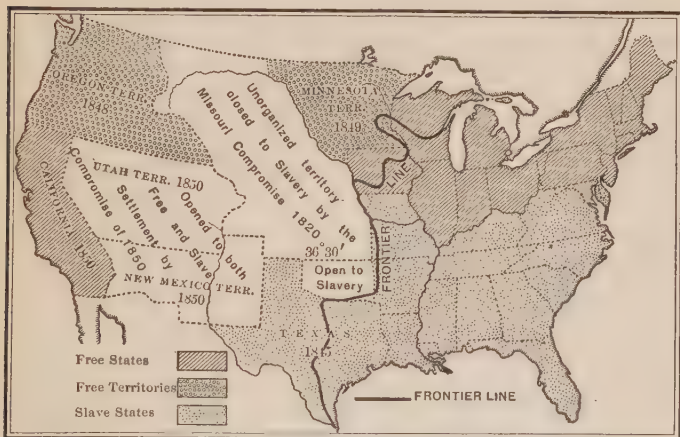 OREGON TERR.
1848
MINNESOTA
TERR.
1849
Unorganized territory
closed to Slavery by the
Missouri Compromise 1820
36°30′
Open to
Slavery
UTAH TERR. 1850
Opened to both
Free and Slave
Settlement by
Compromise of 1850
CALIFORNIA 1850
NEW MEXICO TERR.
1850
TEXAS
1845
FRONTIER
LINE
Free States
Free Territories
Slave States
FRONTIER LINE